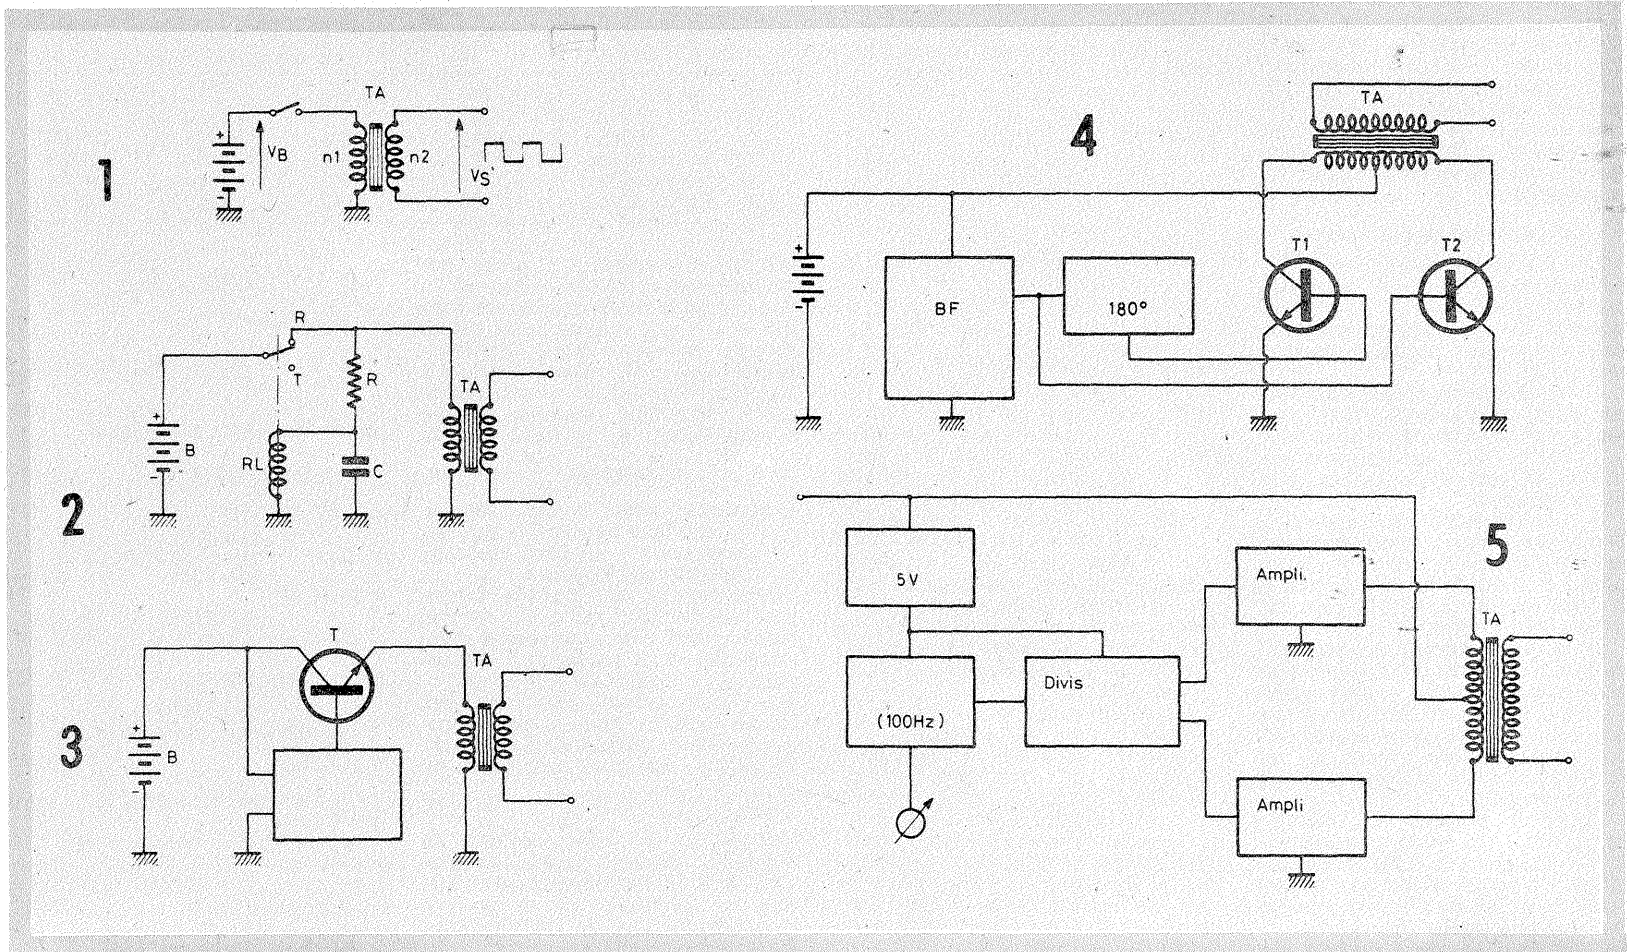 1
TA
+
VB
n1
n2
VS
-
2
R
T
R
TA
+
B
-
RL
C
3
T
TA
+
B
-
4
TA
T1
T2
+
-
BF
180°
5
5V
Ampli.
TA
Divis
(100Hz)
Ampli